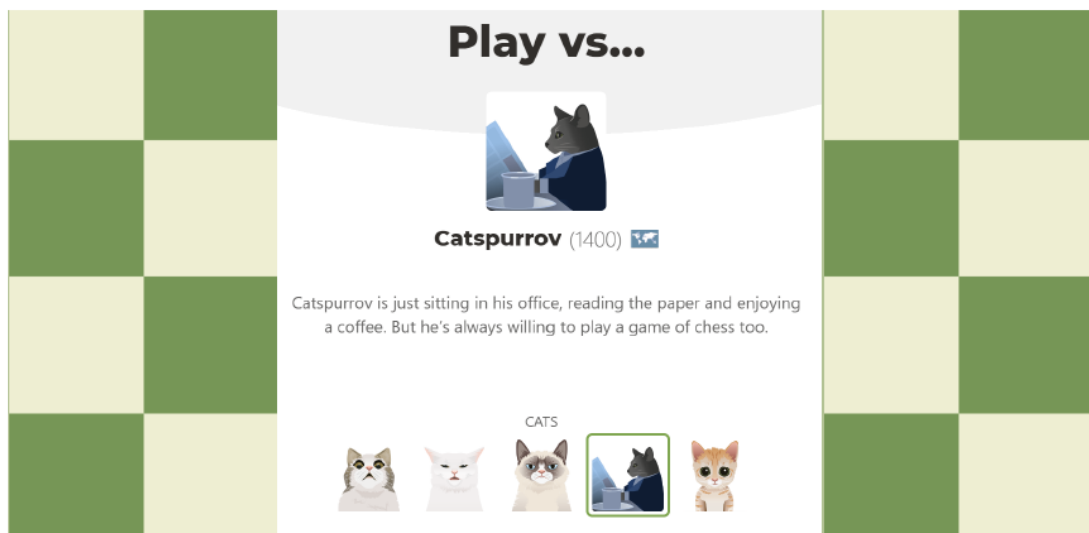 Play vs...
Catspurrov (1400)
Catspurrov is just sitting in his office, reading the paper and enjoying
a coffee. But he's always willing to play a game of chess too.
CATS